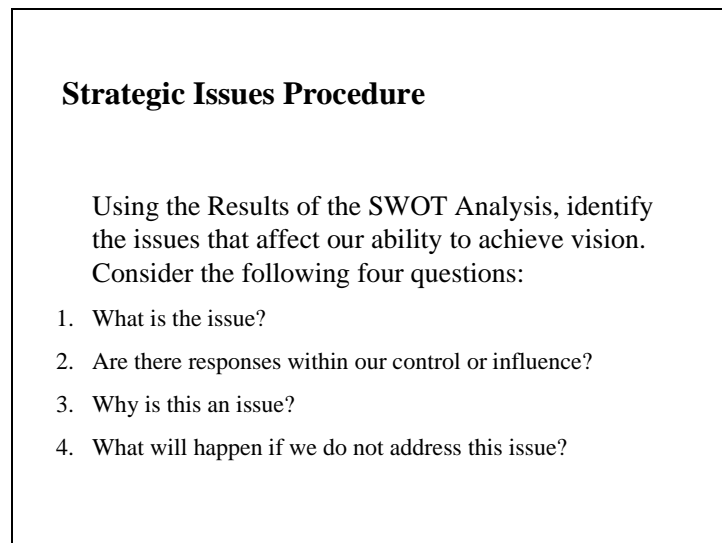 Strategic Issues Procedure
Using the Results of the SWOT Analysis, identify
the issues that affect our ability to achieve vision.
Consider the following four questions:
1. What is the issue?
2. Are there responses within our control or influence?
3. Why is this an issue?
4. What will happen if we do not address this issue?